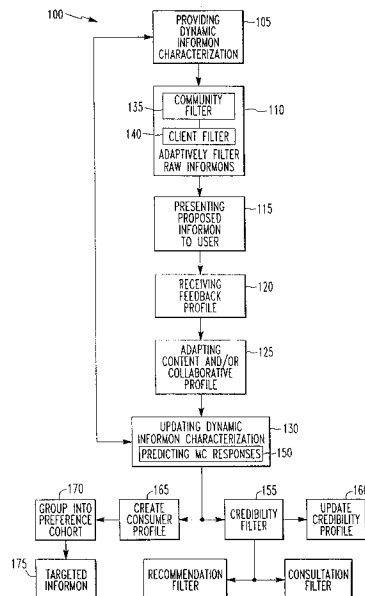 100
PROVIDING
DYNAMIC
INFORMON
CHARACTERIZATION
105
COMMUNITY
FILTER
135
110
140
CLIENT FILTER
ADAPTIVELY FILTER
RAW INFORMONS
PRESENTING
PROPOSED
INFORMON
TO USER
115
RECEIVING
FEEDBACK
PROFILE
120
ADAPTING
CONTENT AND/OR
COLLABORATIVE
PROFILE
125
UPDATING DYNAMIC
INFORMON CHARACTERIZATION
130
PREDICTING MC RESPONSES
150
170
GROUP INTO
PREFERENCE
COHORT
165
CREATE
CONSUMER
PROFILE
155
CREDIBILITY
FILTER
160
UPDATE
CREDIBILITY
PROFILE
175
TARGETED
INFORMON
RECOMMENDATION
FILTER
CONSULTATION
FILTER